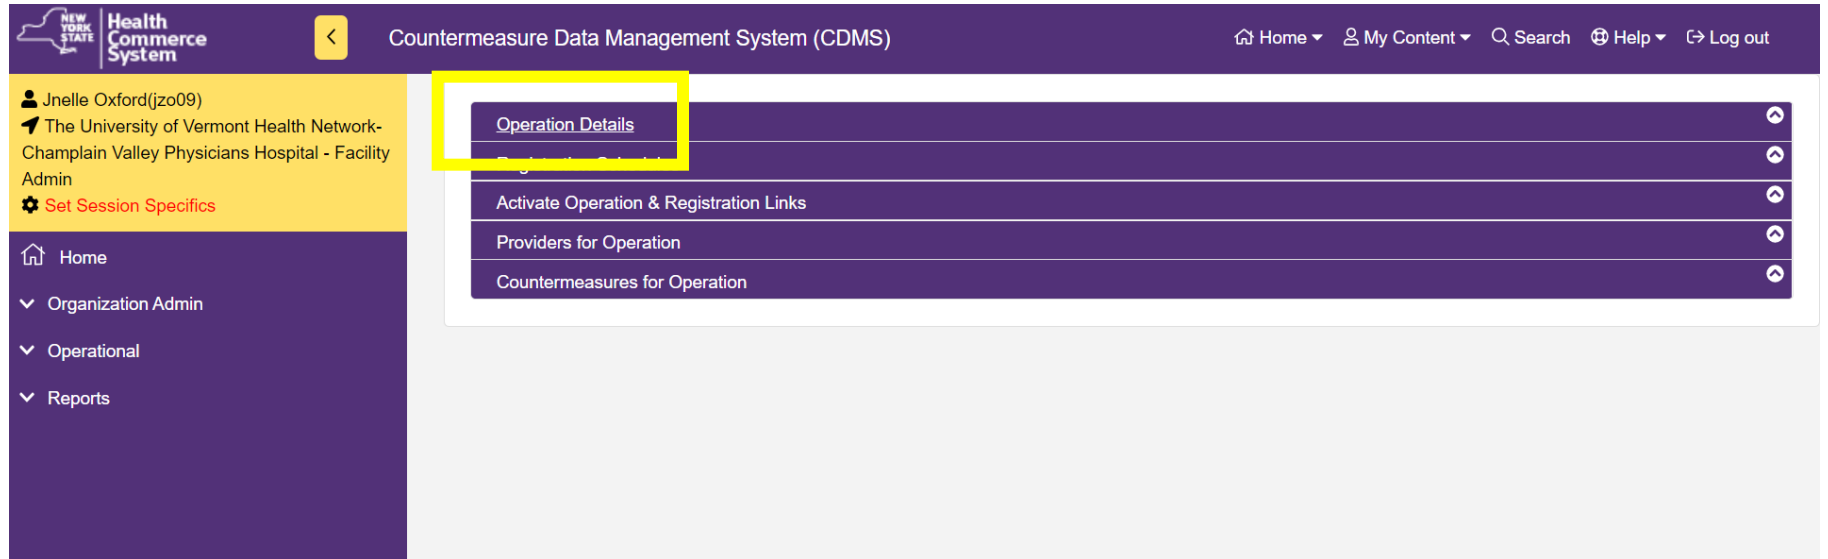 NEW
YORK
STATE
Health
Commerce
System
Countermeasure Data Management System (CDMS)
Home
My Content
Search
Help
Log out
Jnelle Oxford(jzo09)
The University of Vermont Health Network-
Champlain Valley Physicians Hospital - Facility
Admin
Set Session Specifics
Home
Organization Admin
Operational
Reports
Operation Details
Activate Operation & Registration Links
Providers for Operation
Countermeasures for Operation